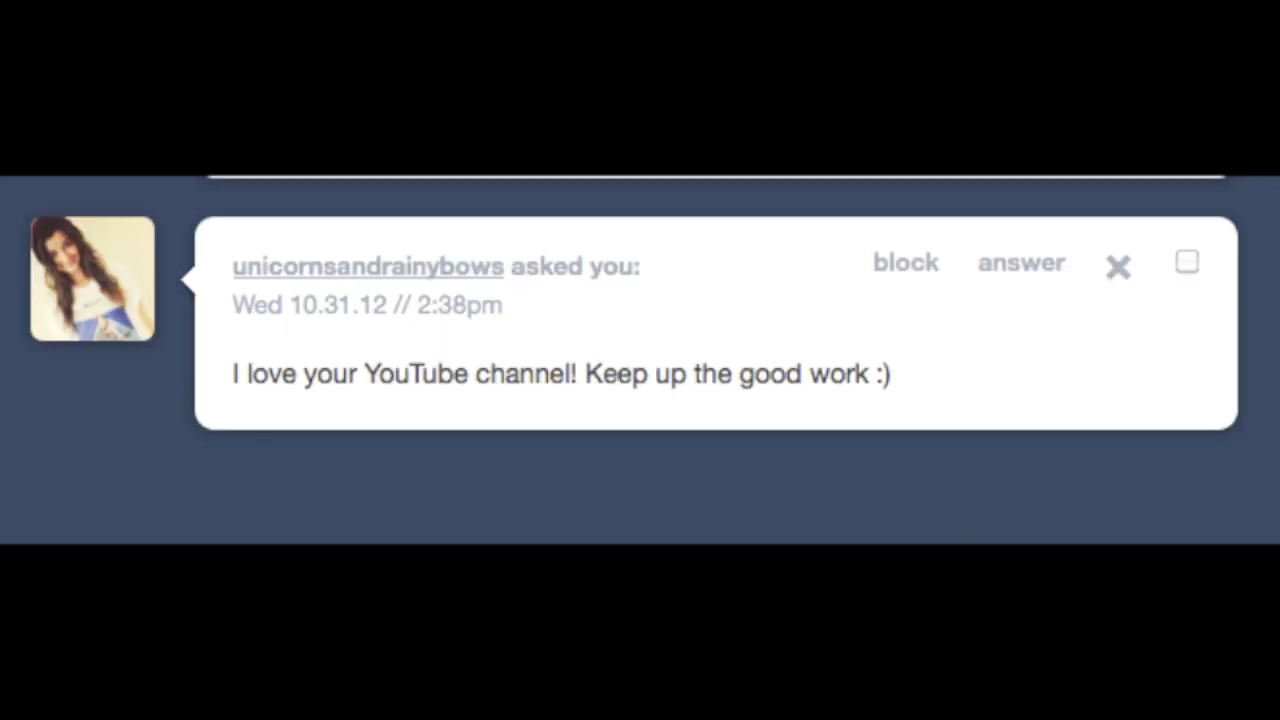 unicornsandrainybows asked you:
block answer
Wed 10.31.12 // 2:38pm
I love your YouTube channel! Keep up the good work :)